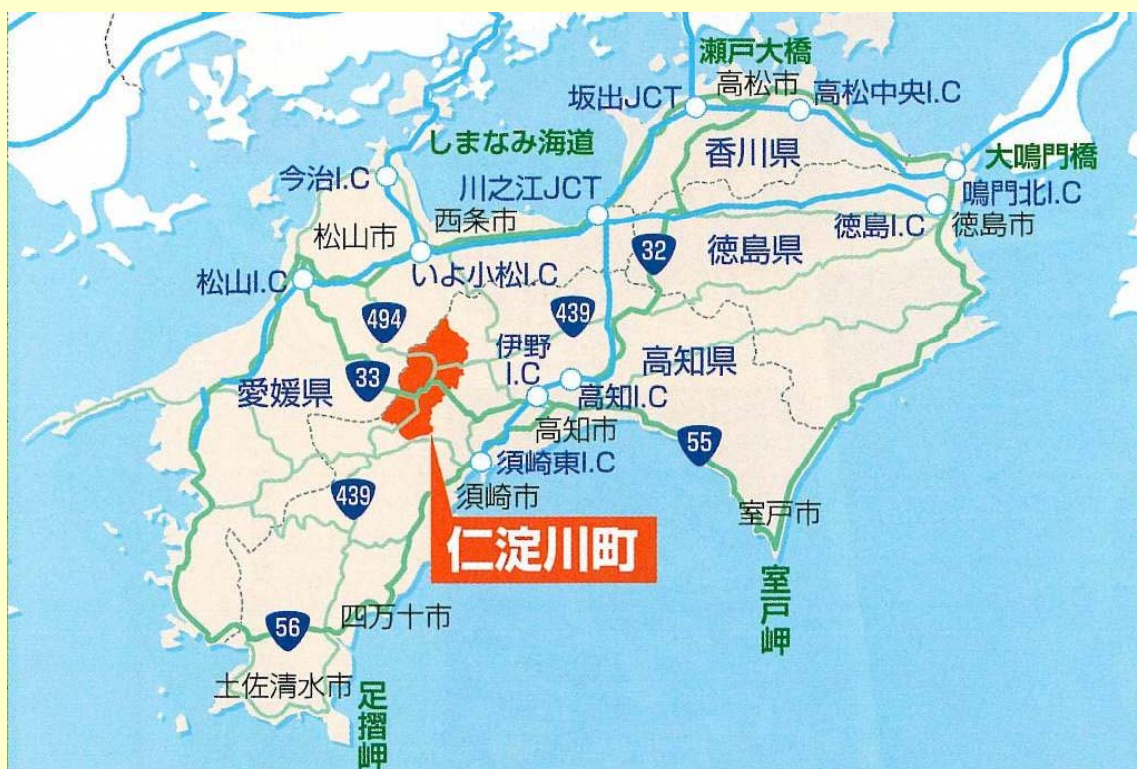 瀬戸大橋
高松市
坂出JCT
高松中央I.C
しまなみ海道
香川県
大鳴門橋
今治I.C
川之江JCT
鳴門北I.C
西条市
徳島I.C
徳島市
松山市
32
徳島県
松山I.C
いよ小松I.C
494
439
伊野
I.C
高知県
愛媛県
33
高知I.C
高知市
55
須崎東I.C
439
須崎市
室戸市
仁淀川町
室戸岬
56
四万十市
土佐清水市
足摺岬